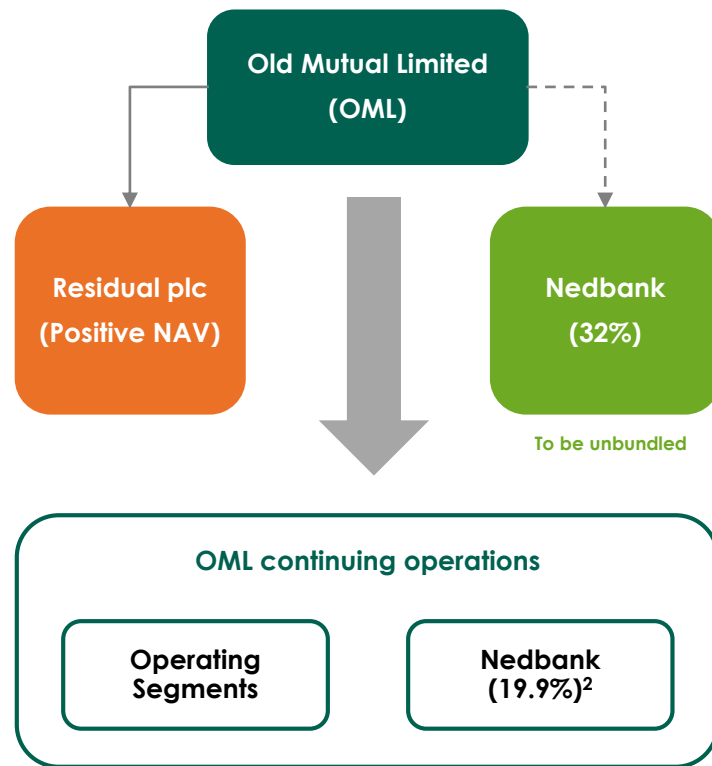 Old Mutual Limited
(OML)
Residual plc
(Positive NAV)
Nedbank
(32%)
To be unbundled
OML continuing operations
Operating
Segments
Nedbank
(19.9%)²